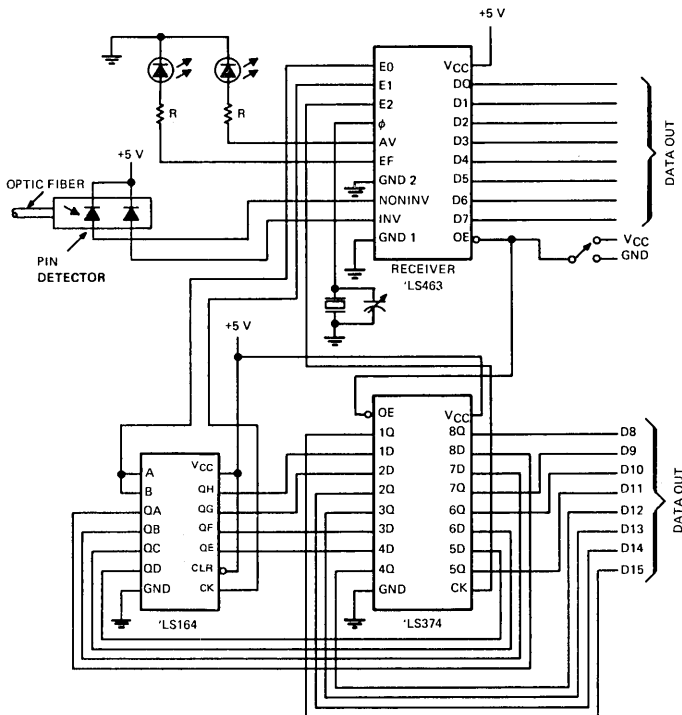 +5 V
R
R
+5 V
OPTIC FIBER
PIN
DETECTOR
E0
E1
E2
ϕ
AV
EF
GND 2
NONINV
INV
GND 1
VCC
D0
D1
D2
D3
D4
D5
D6
D7
OE
RECEIVER
'LS463
DATA OUT
VCC
GND
+5 V
A
B
QA
QB
QC
QD
GND
VCC
QH
QG
QF
QE
CLR
CK
'LS164
OE
1Q
1D
2D
2Q
3Q
3D
4D
4Q
GND
VCC
8Q
8D
7D
7Q
6Q
6D
5D
5Q
CK
'LS374
D8
D9
D10
D11
D12
D13
D14
D15
DATA OUT